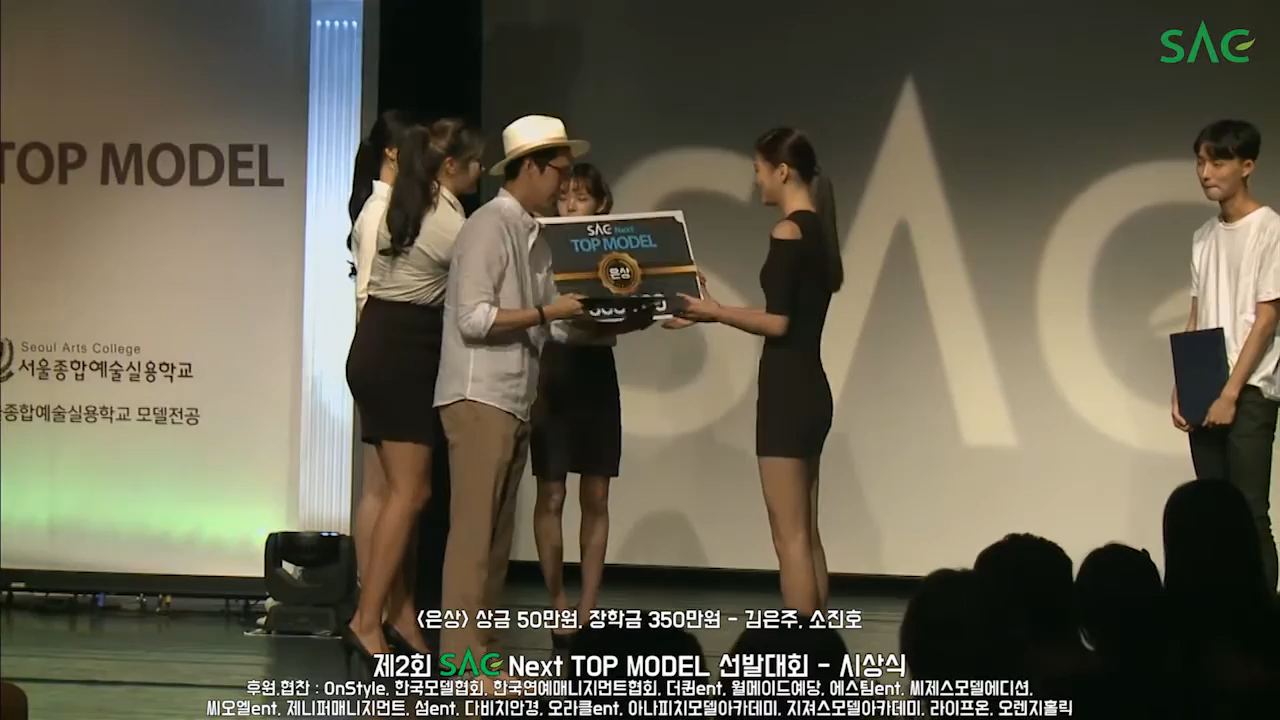 SAC
TOP MODEL
SAC Next
TOP MODEL
은상
SAC
Seoul Arts College
서울종합예술실용학교
종합예술실용학교 모델전공
<은상> 상금 50만원, 장학금 350만원 - 김은주, 소진호
제2회 SAC Next TOP MODEL 선발대회 - 시상식
후원,협찬 : OnStyle, 한국모델협회, 한국연예매니지먼트협회, 더퀸ent, 월메이드예당, 에스팀ent, 씨제스모델에디션,
씨오엘ent, 제니퍼매니지먼트, 섬ent, 다비치안경, 오라클ent, 아나피치모델아카데미, 지져스모델아카데미, 라이프온, 오렌지홀릭